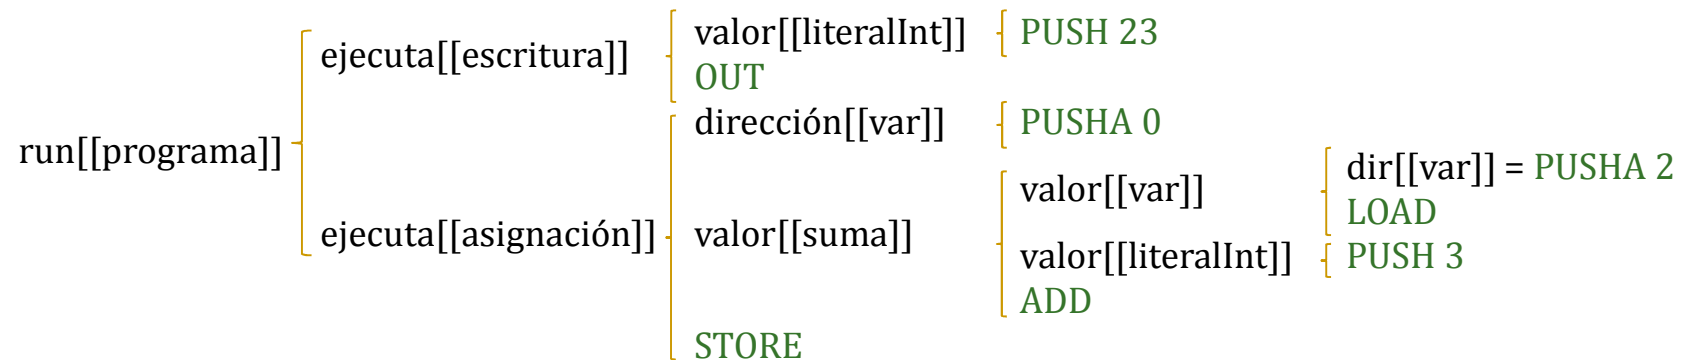 run[[programa]]
ejecuta[[escritura]]
valor[[literalInt]]
PUSH 23
OUT
ejecuta[[asignación]]
dirección[[var]]
PUSHA 0
valor[[suma]]
valor[[var]]
dir[[var]] = PUSHA 2
LOAD
valor[[literalInt]]
PUSH 3
ADD
STORE